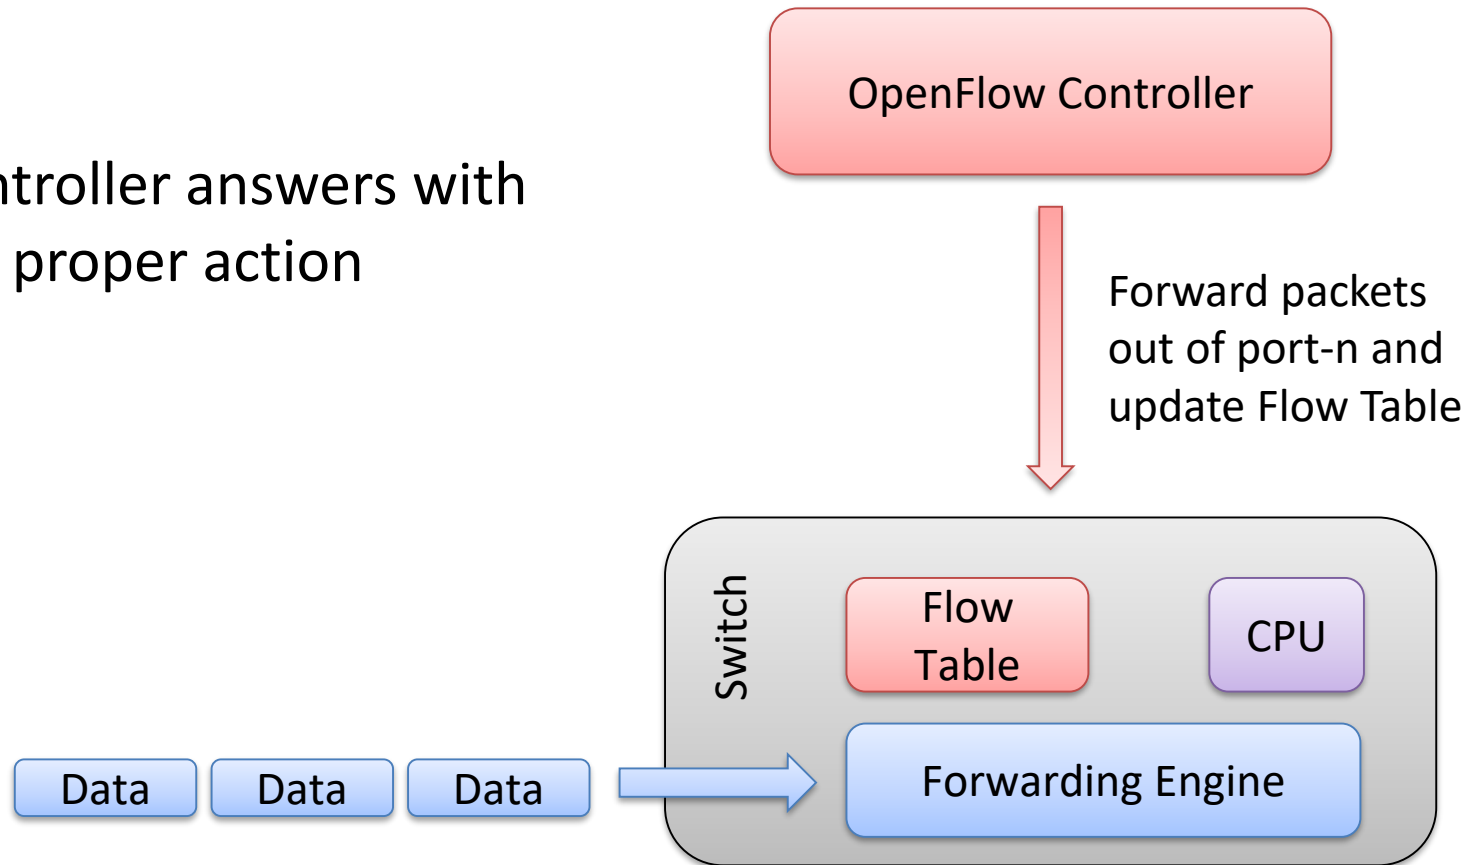 OpenFlow Controller
ntroller answers with
proper action
Forward packets
out of port-n and
update Flow Table
Switch
Flow
Table
CPU
Data Data Data
Forwarding Engine